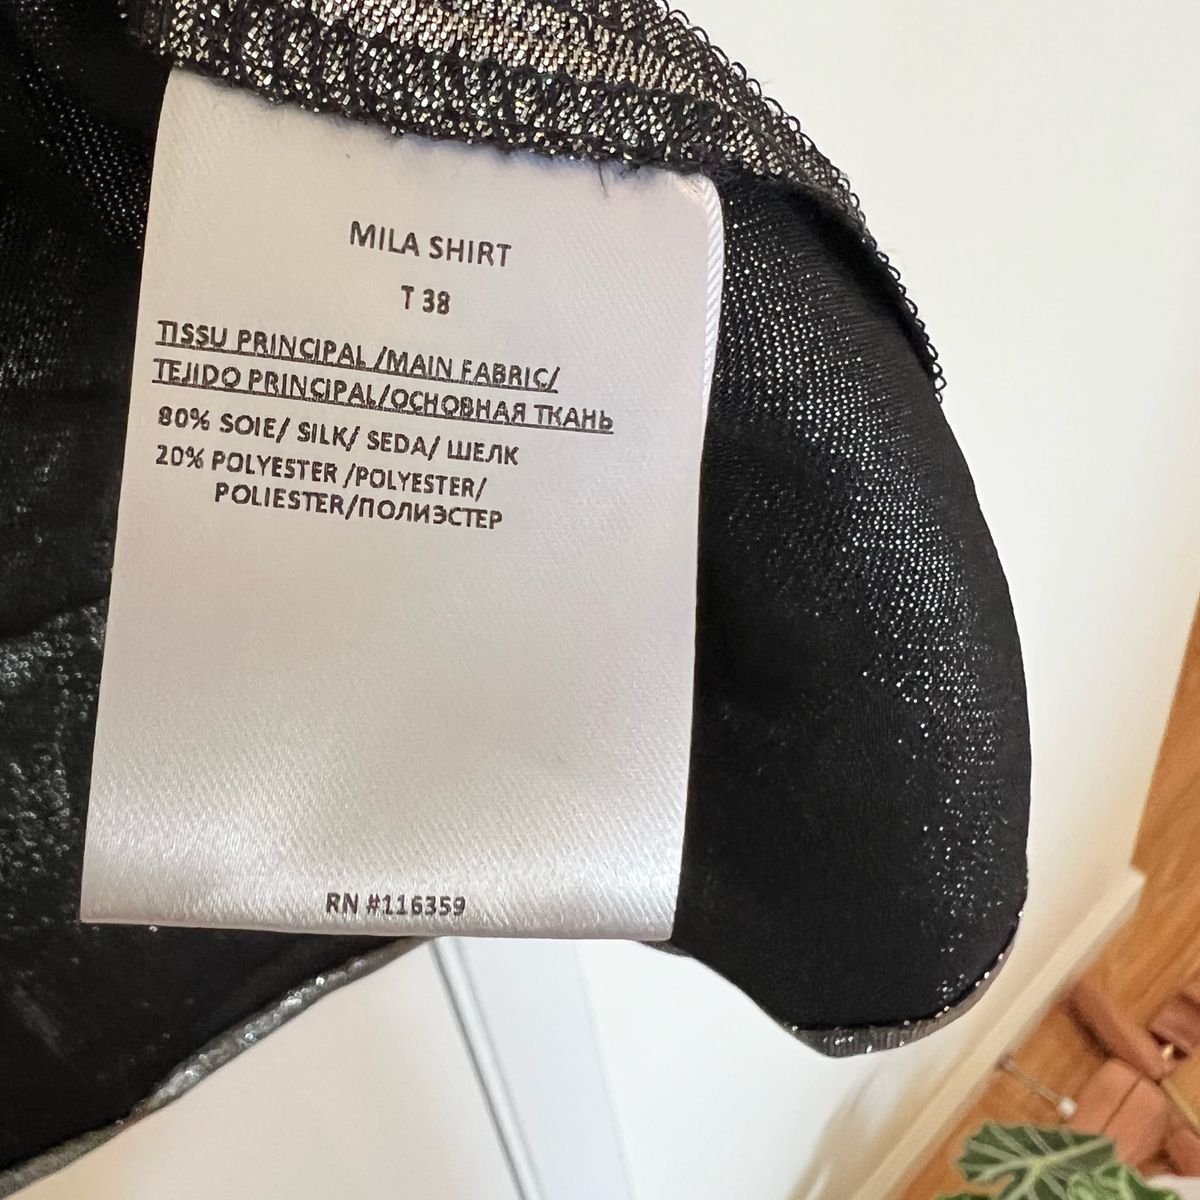 MILA SHIRT
T 38
TISSU PRINCIPAL /MAIN FABRIC/
TEJIDO PRINCIPAL/ОСНОВНАЯ ТКАНЬ
80% SOIE/ SILK/ SEDA/ ШЕЛК
20% POLYESTER /POLYESTER/
POLIESTER/ПОЛИЭСТЕР
RN #116359